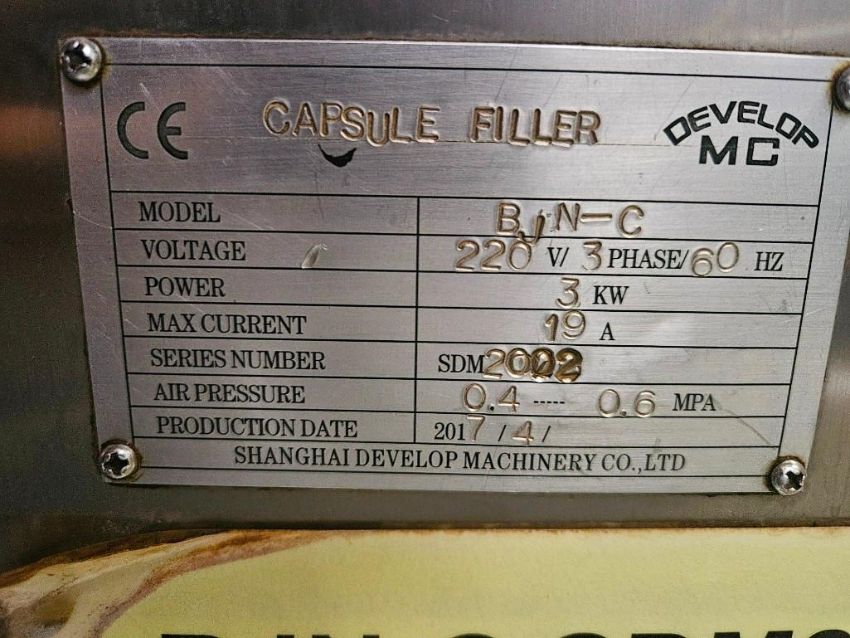 CE CAPSULE FILLER DEVELOP MC
MODEL BJN-C
VOLTAGE 220 V/ 3 PHASE/60 HZ
POWER 3 KW
MAX CURRENT 19 A
SERIES NUMBER SDM2002
AIR PRESSURE 0.4 ----- 0.6 MPA
PRODUCTION DATE 2017 / 4 /
SHANGHAI DEVELOP MACHINERY CO.,LTD